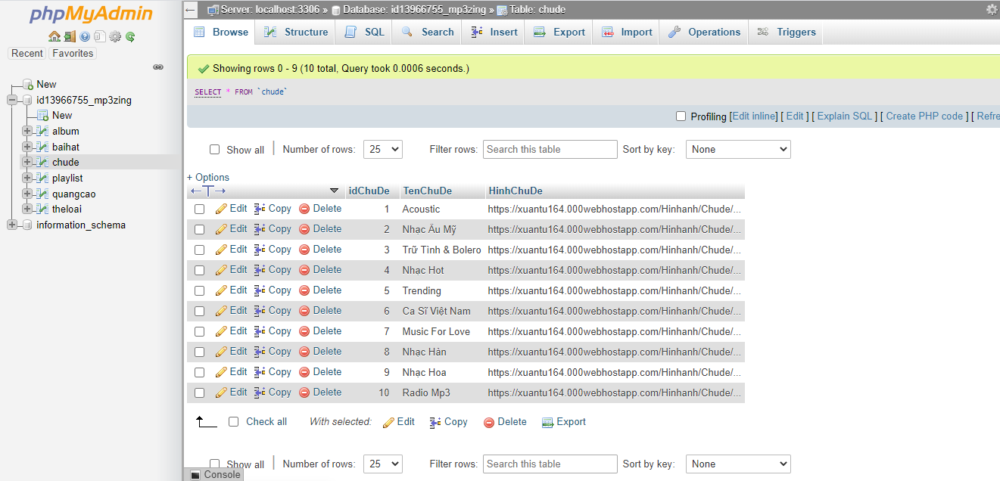 phpMyAdmin
Recent Favorites
New
id13966755_mp3zing
New
album
baihat
chude
playlist
quangcao
theloai
information_schema
Server: localhost:3306 » Database: id13966755_mp3zing » Table: chude
Browse Structure SQL Search Insert Export Import Operations Triggers
Showing rows 0 - 9 (10 total, Query took 0.0006 seconds.)
SELECT * FROM `chude`
Profiling [Edit inline] [ Edit ] [ Explain SQL ] [ Create PHP code ] [ Refre
Show all Number of rows: 25 Filter rows: Search this table Sort by key: None
+ Options
←T→ idChuDe TenChuDe HinhChuDe
Edit Copy Delete 1 Acoustic https://xuantu164.000webhostapp.com/Hinhanh/Chude/...
Edit Copy Delete 2 Nhạc Âu Mỹ https://xuantu164.000webhostapp.com/Hinhanh/Chude/...
Edit Copy Delete 3 Trữ Tình & Bolero https://xuantu164.000webhostapp.com/Hinhanh/Chude/...
Edit Copy Delete 4 Nhạc Hot https://xuantu164.000webhostapp.com/Hinhanh/Chude/...
Edit Copy Delete 5 Trending https://xuantu164.000webhostapp.com/Hinhanh/Chude/...
Edit Copy Delete 6 Ca Sĩ Việt Nam https://xuantu164.000webhostapp.com/Hinhanh/Chude/...
Edit Copy Delete 7 Music For Love https://xuantu164.000webhostapp.com/Hinhanh/Chude/...
Edit Copy Delete 8 Nhạc Hàn https://xuantu164.000webhostapp.com/Hinhanh/Chude/...
Edit Copy Delete 9 Nhạc Hoa https://xuantu164.000webhostapp.com/Hinhanh/Chude/...
Edit Copy Delete 10 Radio Mp3 https://xuantu164.000webhostapp.com/Hinhanh/Chude/...
Check all With selected: Edit Copy Delete Export
Show all Number of rows: 25 Filter rows: Search this table Sort by key: None
Console